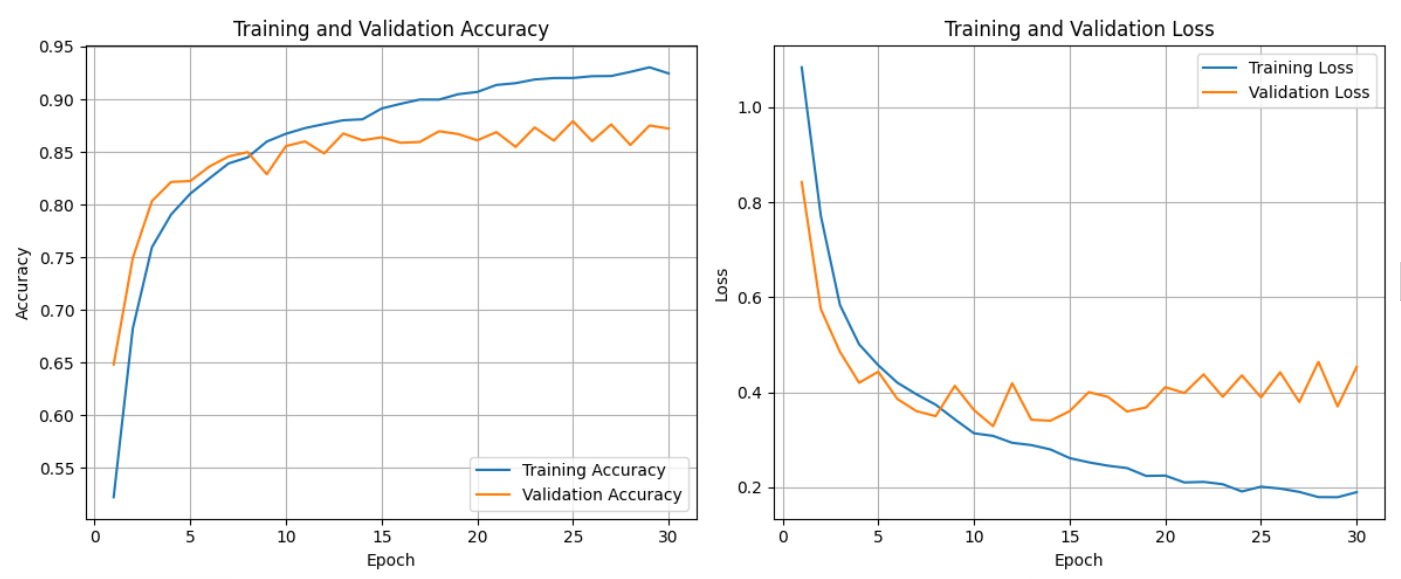 Training and Validation Accuracy
0.95
0.90
0.85
0.80
0.75
0.70
0.65
0.60
0.55
Accuracy
Training Accuracy
Validation Accuracy
0 5 10 15 20 25 30
Epoch
Training and Validation Loss
Training Loss
Validation Loss
1.0
0.8
0.6
0.4
0.2
Loss
0 5 10 15 20 25 30
Epoch